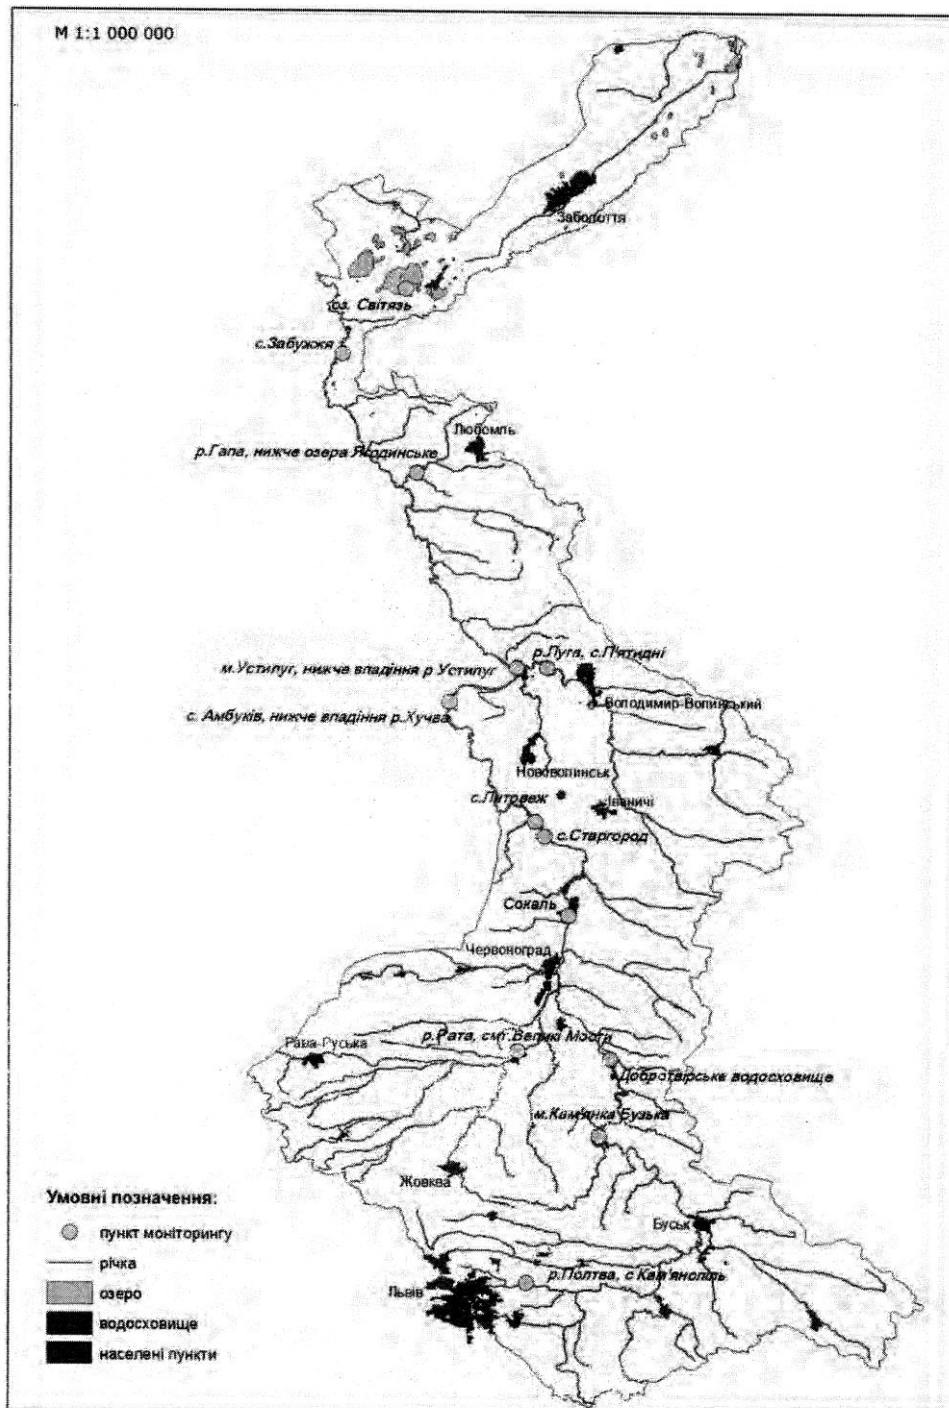 М 1:1 000 000
Заболоття
оз. Світязь
с.Забужжя
Любомль
р.Гапа, нижче озера Ягодинське
р.Луга, с.П'ятидні
м.Устилуг, нижче впадіння р Устилуг
Володимир-Волинський
с. Амбуків, нижче впадіння р.Хучва
Нововолинськ
с.Литовеж
Іваничі
с.Старгород
Сокаль
Червоноград
р.Рата, смт.Великі Мости
Рава-Руська
Добротвірське водосховище
м.Кам'янка Бузька
Жовква
Умовні позначення:
Буськ
пункт моніторингу
річка
р.Полтва, с Кам'янопіль
Львів
озеро
водосховище
населені пункти